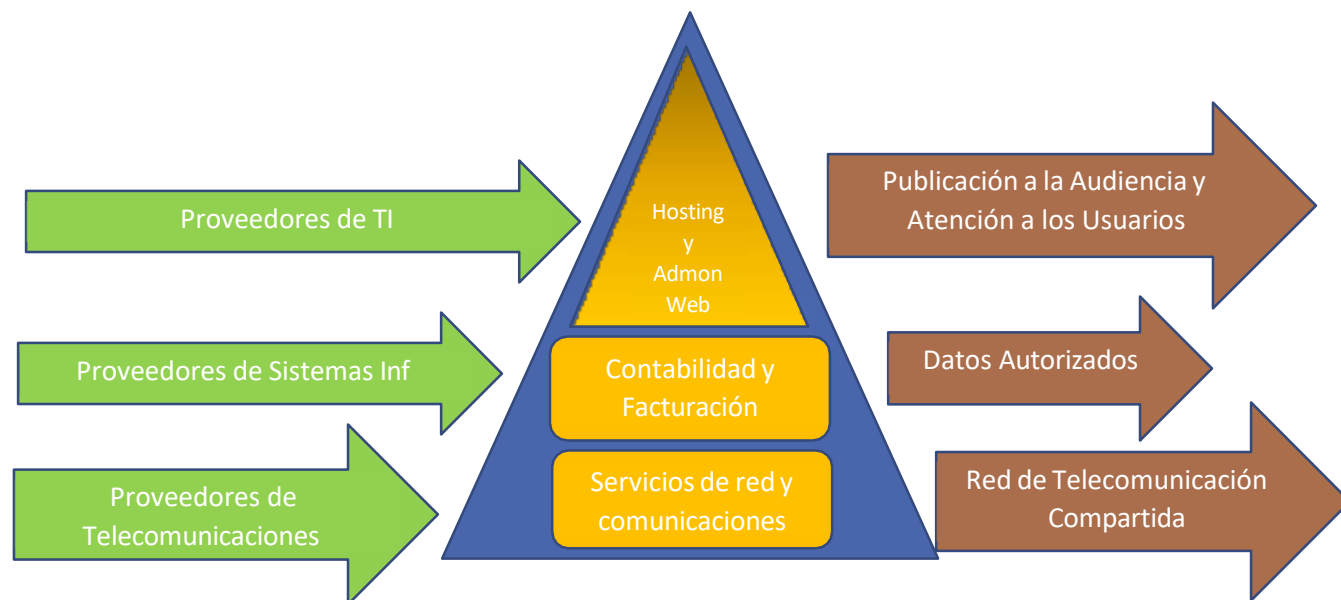 Proveedores de TI
Hosting
y
Admon
Web
Publicación a la Audiencia y
Atención a los Usuarios
Proveedores de Sistemas Inf
Contabilidad y
Facturación
Datos Autorizados
Proveedores de
Telecomunicaciones
Servicios de red y
comunicaciones
Red de Telecomunicación
Compartida